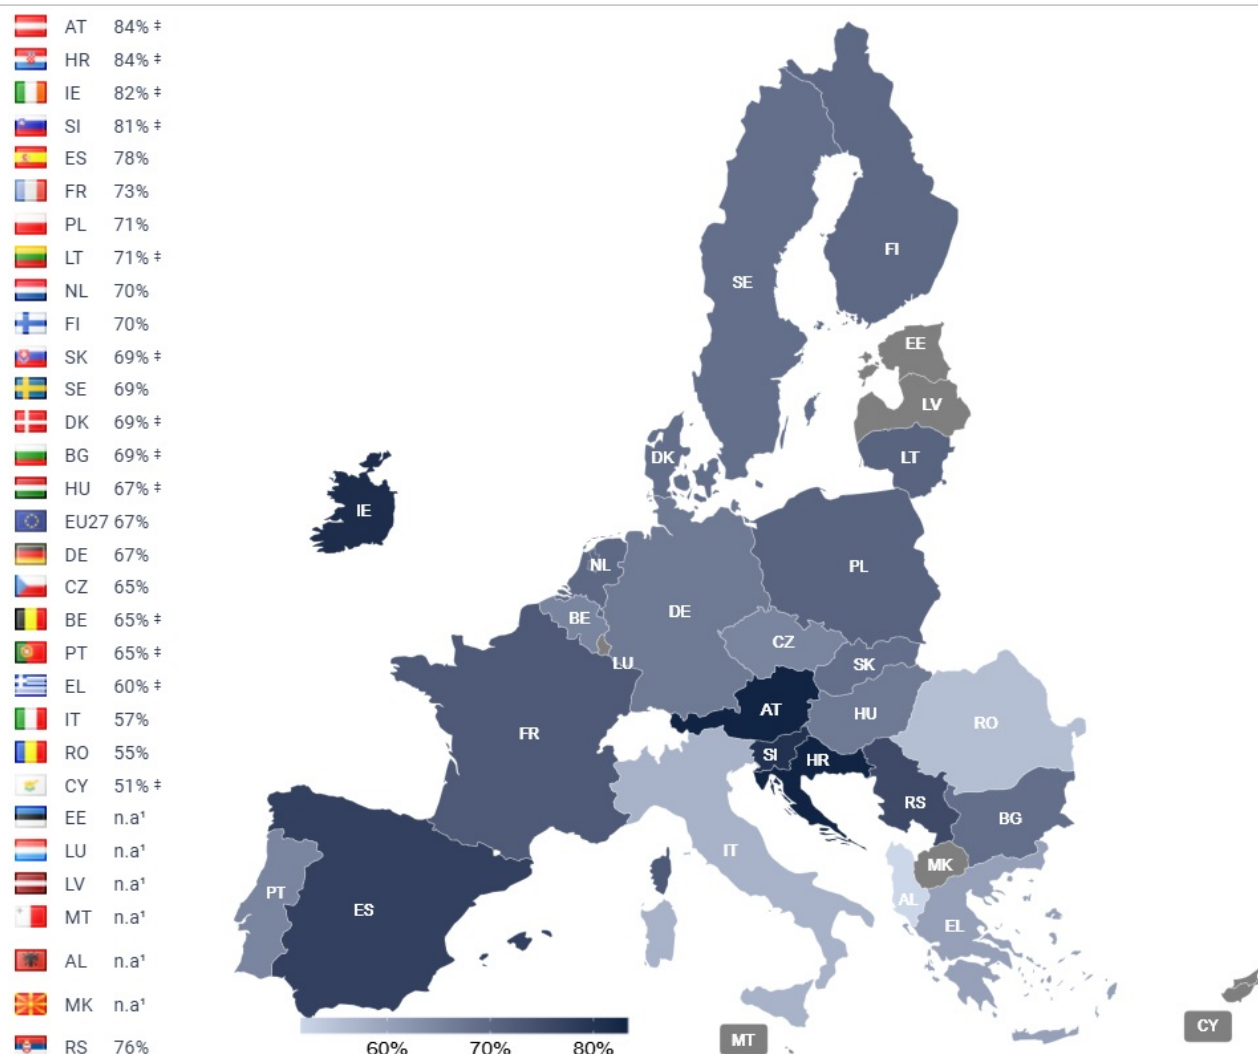 AT 84% ‡
HR 84% ‡
IE 82% ‡
SI 81% ‡
ES 78%
FR 73%
PL 71%
LT 71% ‡
NL 70%
FI 70%
SK 69% ‡
SE 69%
DK 69% ‡
BG 69% ‡
HU 67% ‡
EU27 67%
DE 67%
CZ 65%
BE 65% ‡
PT 65% ‡
EL 60% ‡
IT 57%
RO 55%
CY 51% ‡
EE n.a¹
LU n.a¹
LV n.a¹
MT n.a¹
AL n.a¹
MK n.a¹
RS 76%
FI
SE
EE
LV
LT
DK
IE
NL
PL
DE
BE
CZ
LU
SK
AT
HU
RO
FR
SI
HR
RS
BG
IT
MK
PT
AL
ES
EL
CY
MT
60% 70% 80%